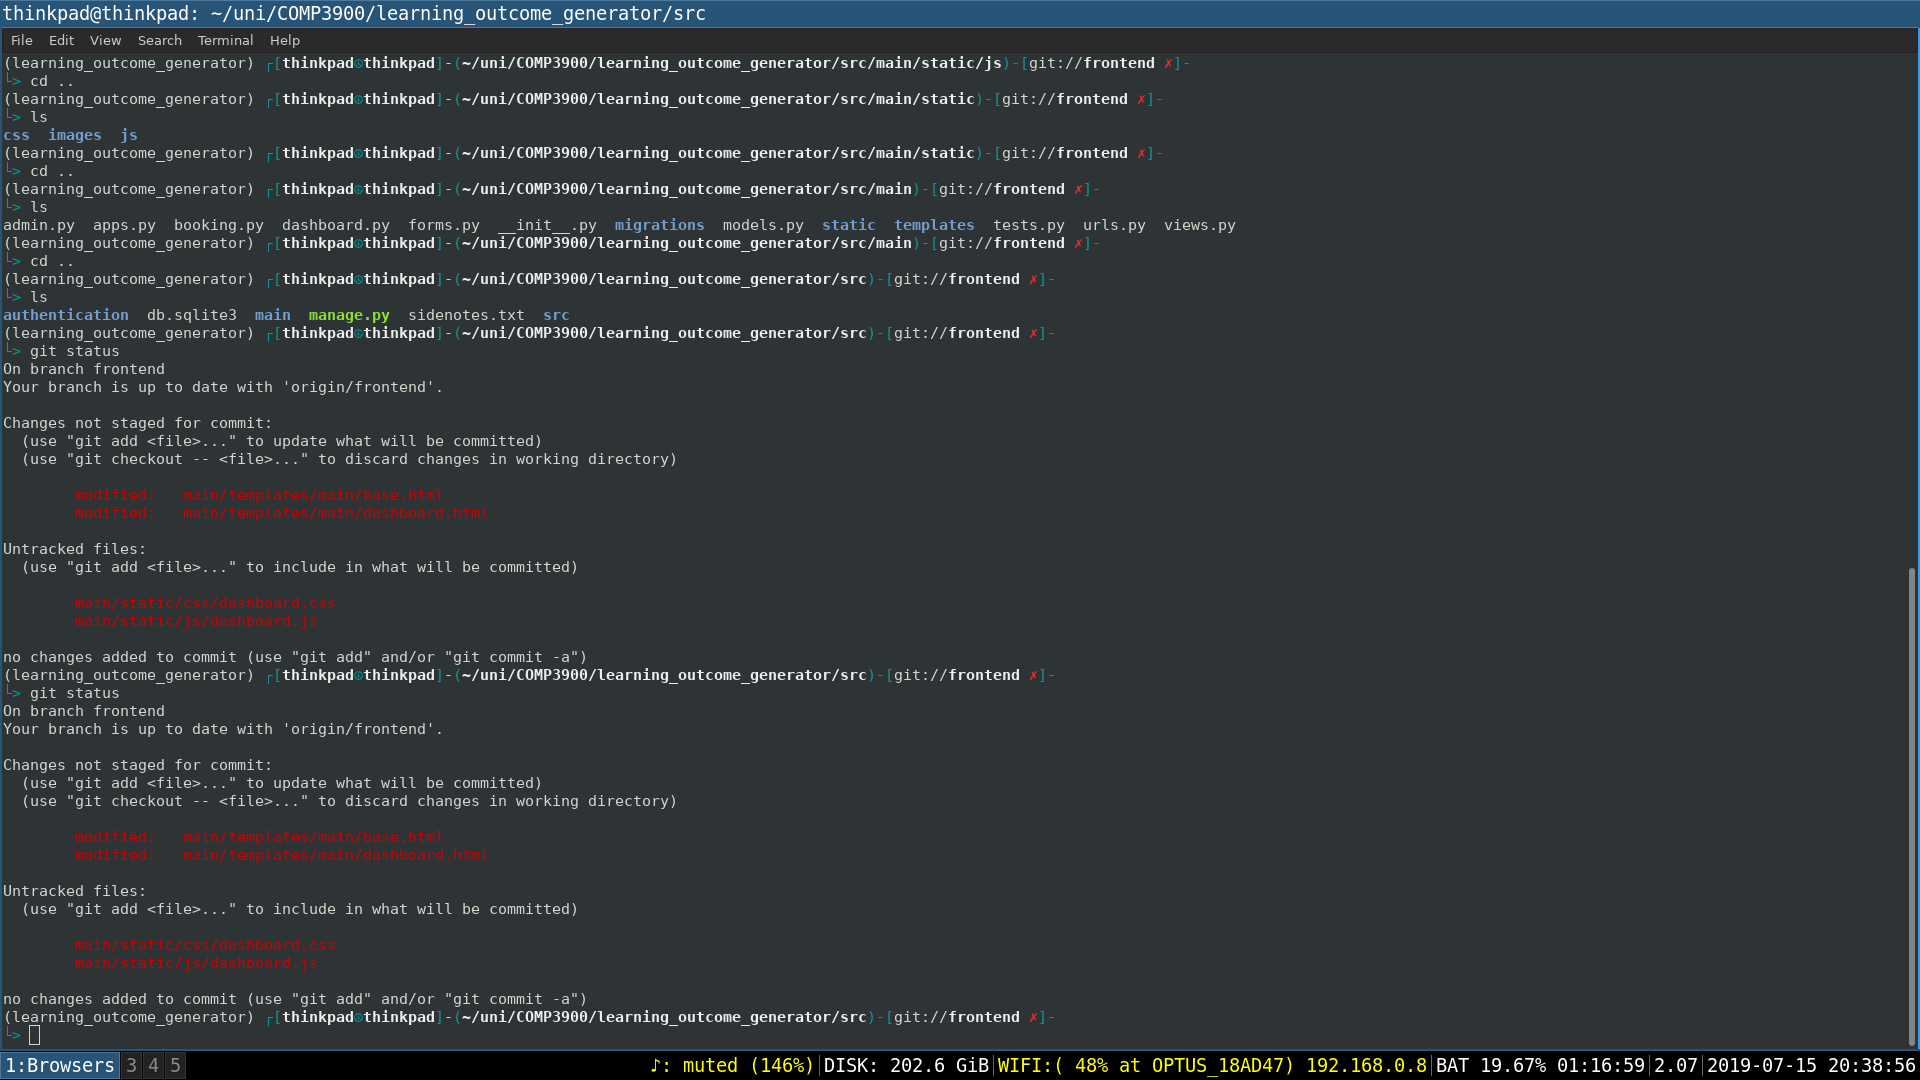 thinkpad@thinkpad: ~/uni/COMP3900/learning_outcome_generator/src
File Edit View Search Terminal Help
(learning_outcome_generator) ┌[thinkpad☮thinkpad]-(~/uni/COMP3900/learning_outcome_generator/src/main/static/js)-[git://frontend ✗]-
└> cd ..
(learning_outcome_generator) ┌[thinkpad☮thinkpad]-(~/uni/COMP3900/learning_outcome_generator/src/main/static)-[git://frontend ✗]-
└> ls
css  images  js
(learning_outcome_generator) ┌[thinkpad☮thinkpad]-(~/uni/COMP3900/learning_outcome_generator/src/main/static)-[git://frontend ✗]-
└> cd ..
(learning_outcome_generator) ┌[thinkpad☮thinkpad]-(~/uni/COMP3900/learning_outcome_generator/src/main)-[git://frontend ✗]-
└> ls
admin.py  apps.py  booking.py  dashboard.py  forms.py  __init__.py  migrations  models.py  static  templates  tests.py  urls.py  views.py
(learning_outcome_generator) ┌[thinkpad☮thinkpad]-(~/uni/COMP3900/learning_outcome_generator/src/main)-[git://frontend ✗]-
└> cd ..
(learning_outcome_generator) ┌[thinkpad☮thinkpad]-(~/uni/COMP3900/learning_outcome_generator/src)-[git://frontend ✗]-
└> ls
authentication  db.sqlite3  main  manage.py  sidenotes.txt  src
(learning_outcome_generator) ┌[thinkpad☮thinkpad]-(~/uni/COMP3900/learning_outcome_generator/src)-[git://frontend ✗]-
└> git status
On branch frontend
Your branch is up to date with 'origin/frontend'.
Changes not staged for commit:
  (use "git add <file>..." to update what will be committed)
  (use "git checkout -- <file>..." to discard changes in working directory)
        modified:   main/templates/main/base.html
        modified:   main/templates/main/dashboard.html
Untracked files:
  (use "git add <file>..." to include in what will be committed)
        main/static/css/dashboard.css
        main/static/js/dashboard.js
no changes added to commit (use "git add" and/or "git commit -a")
(learning_outcome_generator) ┌[thinkpad☮thinkpad]-(~/uni/COMP3900/learning_outcome_generator/src)-[git://frontend ✗]-
└> git status
On branch frontend
Your branch is up to date with 'origin/frontend'.
Changes not staged for commit:
  (use "git add <file>..." to update what will be committed)
  (use "git checkout -- <file>..." to discard changes in working directory)
        modified:   main/templates/main/base.html
        modified:   main/templates/main/dashboard.html
Untracked files:
  (use "git add <file>..." to include in what will be committed)
        main/static/css/dashboard.css
        main/static/js/dashboard.js
no changes added to commit (use "git add" and/or "git commit -a")
(learning_outcome_generator) ┌[thinkpad☮thinkpad]-(~/uni/COMP3900/learning_outcome_generator/src)-[git://frontend ✗]-
└>
1:Browsers 3 4 5 ♪: muted (146%)|DISK: 202.6 GiB|WIFI:( 48% at OPTUS_18AD47) 192.168.0.8|BAT 19.67% 01:16:59|2.07|2019-07-15 20:38:56